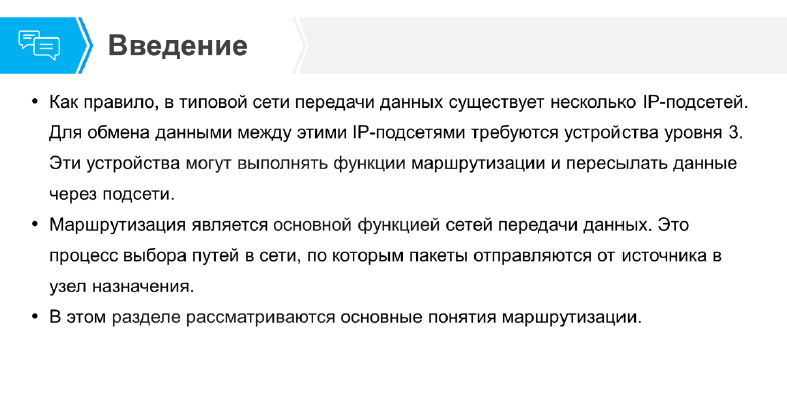 Введение
• Как правило, в типовой сети передачи данных существует несколько IP-подсетей.
Для обмена данными между этими IP-подсетями требуются устройства уровня 3.
Эти устройства могут выполнять функции маршрутизации и пересылать данные
через подсети.
• Маршрутизация является основной функцией сетей передачи данных. Это
процесс выбора путей в сети, по которым пакеты отправляются от источника в
узел назначения.
• В этом разделе рассматриваются основные понятия маршрутизации.